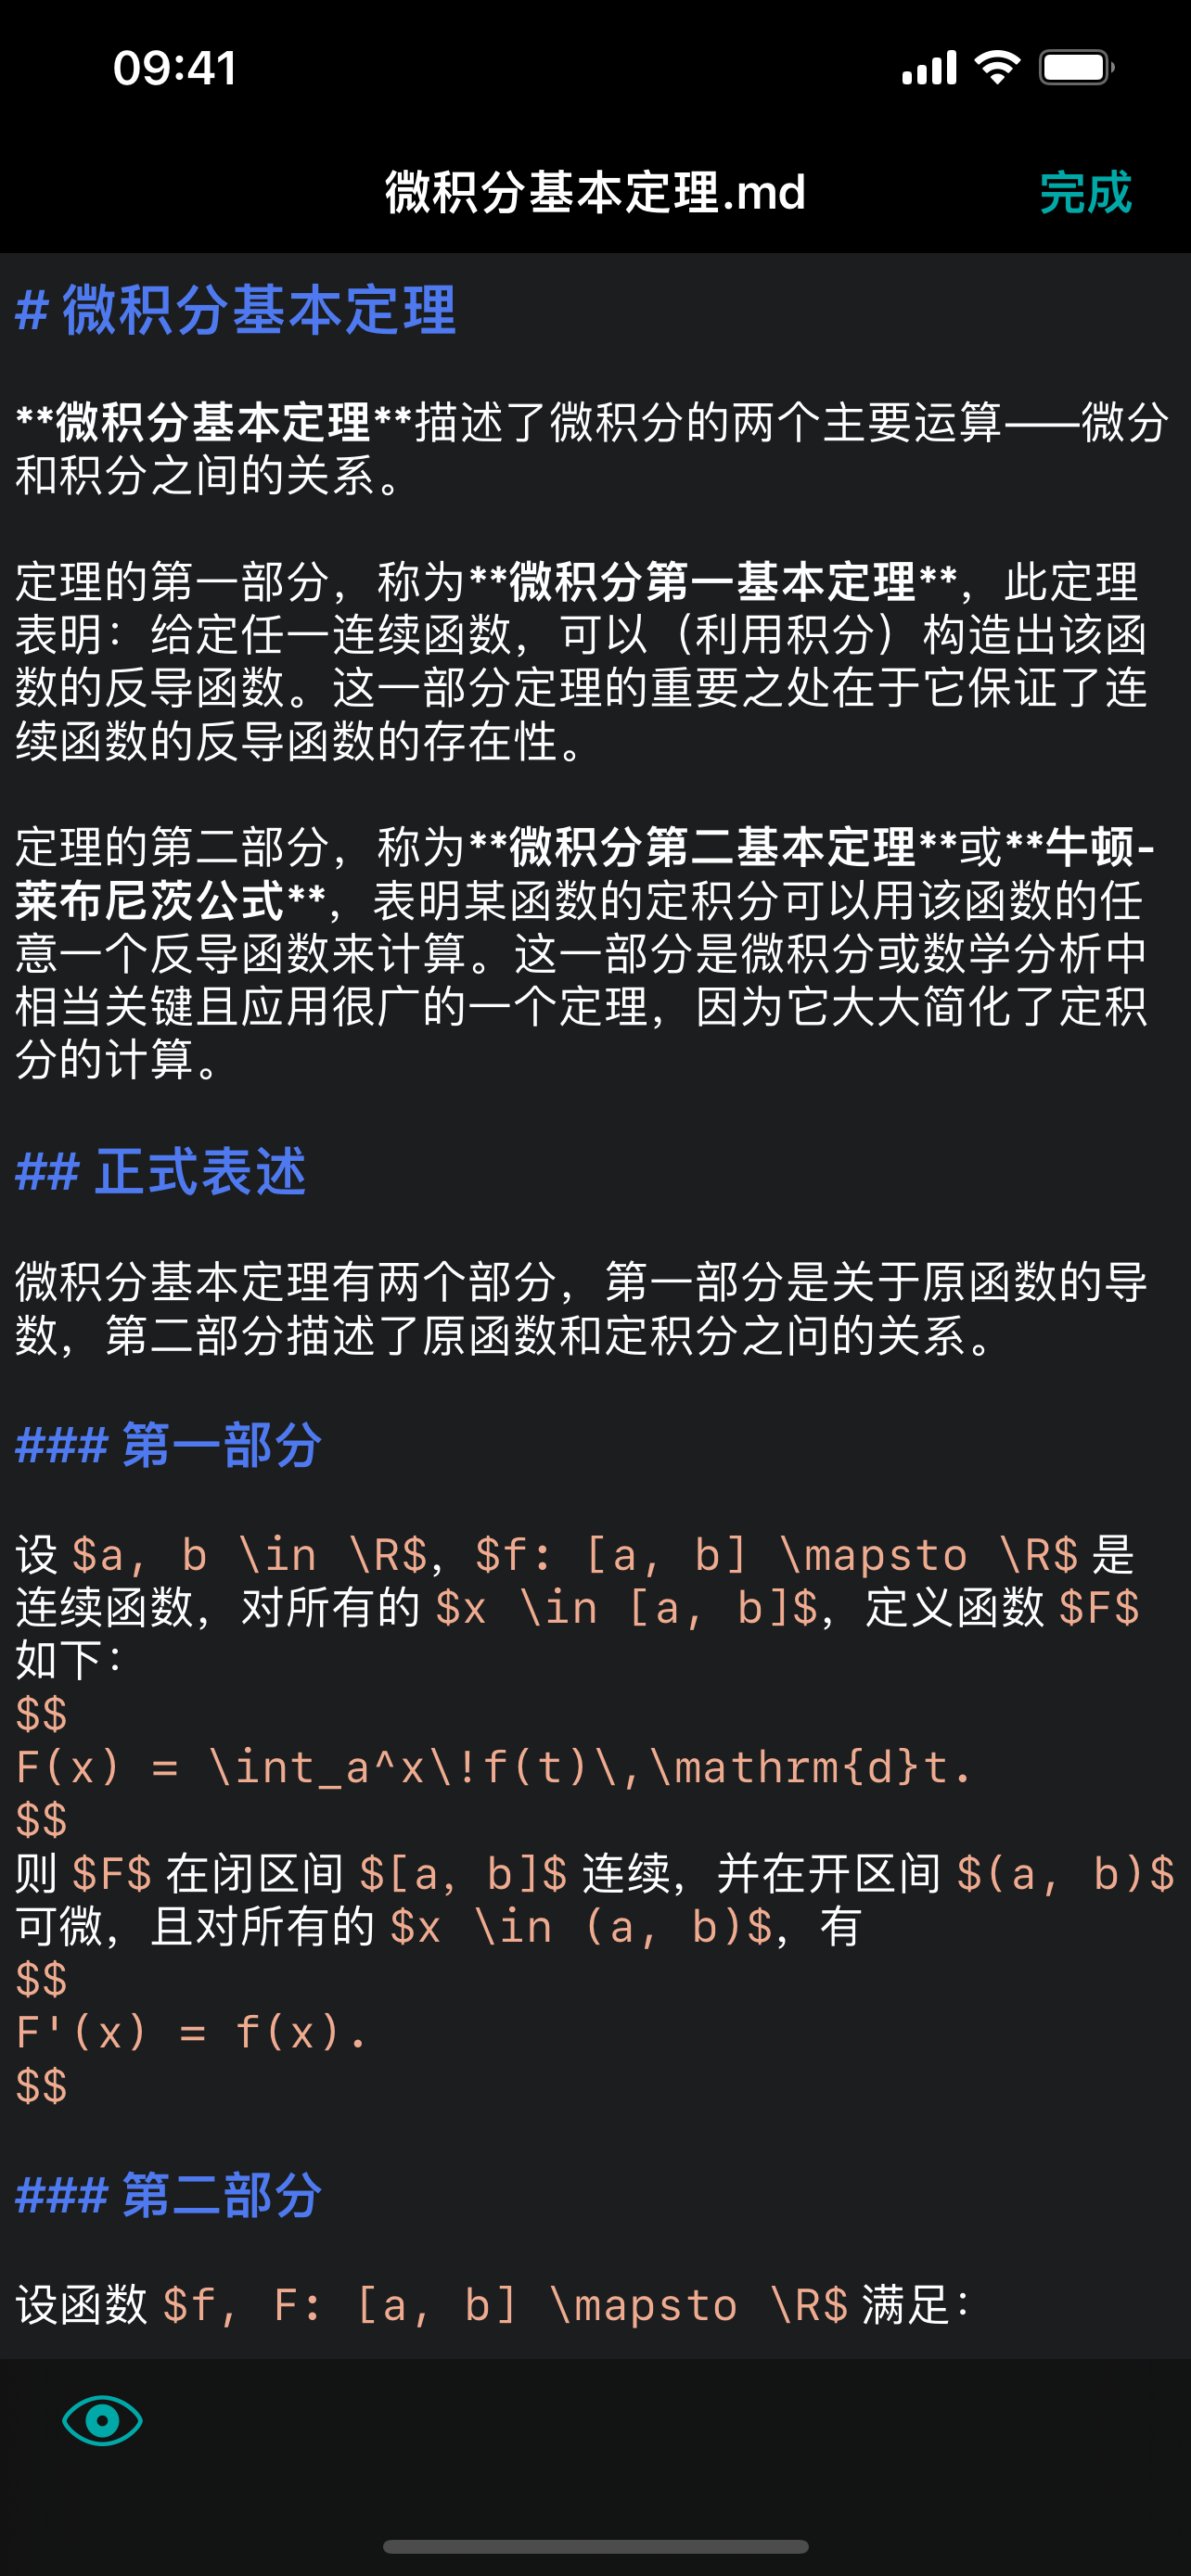 09:41
微积分基本定理.md
完成
# 微积分基本定理
**微积分基本定理**描述了微积分的两个主要运算——微分
和积分之间的关系。
定理的第一部分，称为**微积分第一基本定理**，此定理
表明：给定任一连续函数，可以（利用积分）构造出该函
数的反导函数。这一部分定理的重要之处在于它保证了连
续函数的反导函数的存在性。
定理的第二部分，称为**微积分第二基本定理**或**牛顿-
莱布尼茨公式**，表明某函数的定积分可以用该函数的任
意一个反导函数来计算。这一部分是微积分或数学分析中
相当关键且应用很广的一个定理，因为它大大简化了定积
分的计算。
## 正式表述
微积分基本定理有两个部分，第一部分是关于原函数的导
数，第二部分描述了原函数和定积分之问的关系。
### 第一部分
设 $a, b \in \R$，$f: [a, b] \mapsto \R$ 是
连续函数，对所有的 $x \in [a, b]$，定义函数 $F$
如下：
$$
F(x) = \int_a^x\!f(t)\,\mathrm{d}t.
$$
则 $F$ 在闭区间 $[a, b]$ 连续，并在开区间 $(a, b)$
可微，且对所有的 $x \in (a, b)$，有
$$
F'(x) = f(x).
$$
### 第二部分
设函数 $f, F: [a, b] \mapsto \R$ 满足：